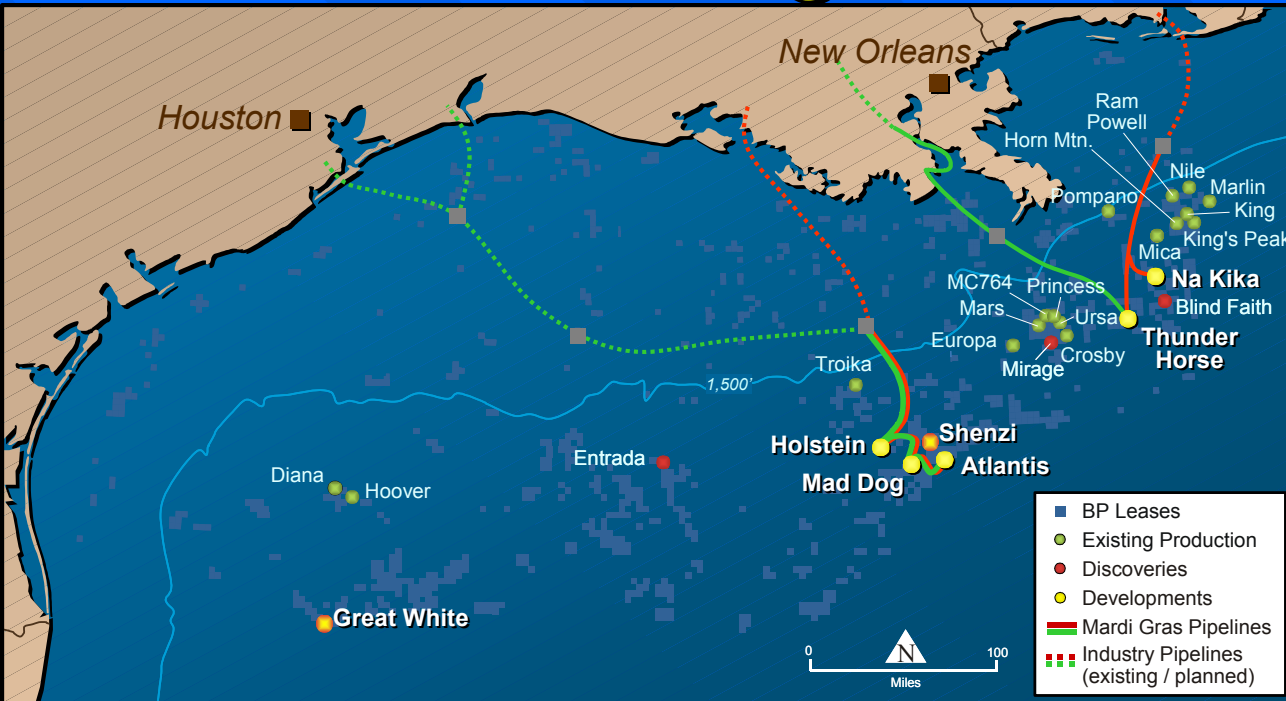 New Orleans
Houston
Ram
Powell
Horn Mtn.
Nile
Marlin
Pompano
King
King's Peak
Mica
Na Kika
MC764
Princess
Mars
Ursa
Blind Faith
Europa
Thunder
Horse
Crosby
Mirage
Troika
1,500'
Shenzi
Holstein
Atlantis
Entrada
Mad Dog
Diana
Hoover
Great White
BP Leases
Existing Production
Discoveries
Developments
Mardi Gras Pipelines
Industry Pipelines
(existing / planned)
0
N
100
Miles